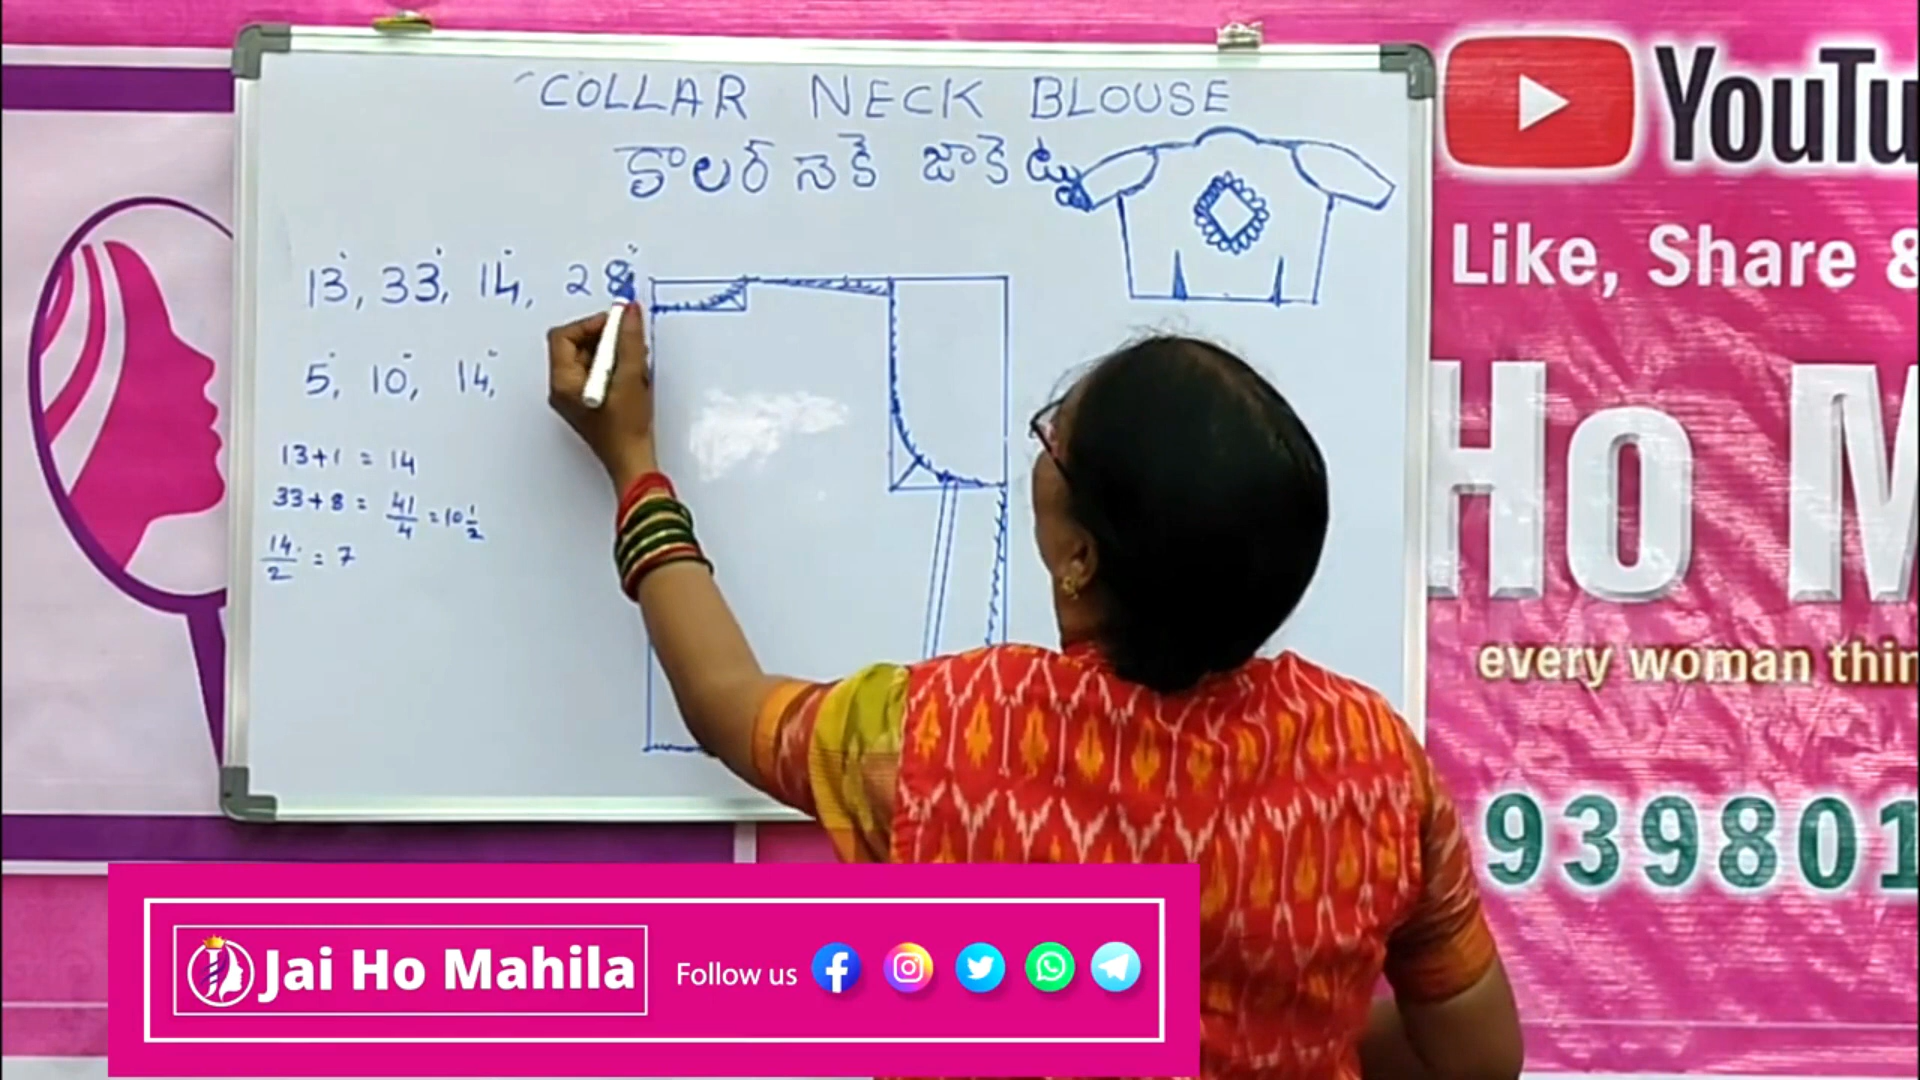 COLLAR NECK BLOUSE
కాలర్ నెక్ జాకెట్టు
13", 33", 14", 28"
5", 10", 14",
13+1 = 14
33+8 = 41/4 = 10 1/2
14/2 = 7
YouTu
Like, Share &
Ho M
every woman thin
939801
Jai Ho Mahila
Follow us